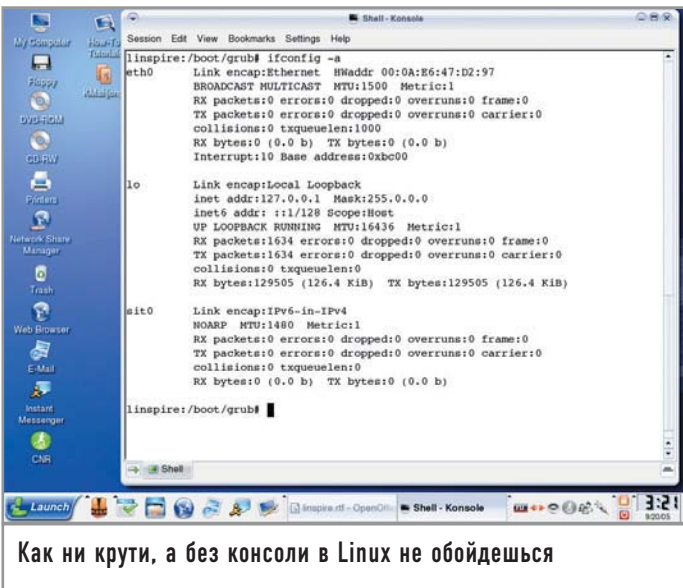 Shell - Konsole
Session Edit View Bookmarks Settings Help
My Computer
How-To
Tutorial
Floppy
DVD-ROM
CD-RW
Printers
Network Share
Manager
Trash
Web Browser
E-Mail
Instant
Messenger
CNR
linspire:/boot/grub# ifconfig -a
eth0 Link encap:Ethernet HWaddr 00:0A:E6:47:D2:97
BROADCAST MULTICAST MTU:1500 Metric:1
RX packets:0 errors:0 dropped:0 overruns:0 frame:0
TX packets:0 errors:0 dropped:0 overruns:0 carrier:0
collisions:0 txqueuelen:1000
RX bytes:0 (0.0 b) TX bytes:0 (0.0 b)
Interrupt:10 Base address:0xbc00
lo Link encap:Local Loopback
inet addr:127.0.0.1 Mask:255.0.0.0
inet6 addr: ::1/128 Scope:Host
UP LOOPBACK RUNNING MTU:16436 Metric:1
RX packets:1634 errors:0 dropped:0 overruns:0 frame:0
TX packets:1634 errors:0 dropped:0 overruns:0 carrier:0
collisions:0 txqueuelen:0
RX bytes:129505 (126.4 KiB) TX bytes:129505 (126.4 KiB)
sit0 Link encap:IPv6-in-IPv4
NOARP MTU:1480 Metric:1
RX packets:0 errors:0 dropped:0 overruns:0 frame:0
TX packets:0 errors:0 dropped:0 overruns:0 carrier:0
collisions:0 txqueuelen:0
RX bytes:0 (0.0 b) TX bytes:0 (0.0 b)
linspire:/boot/grub#
Shell
Launch
linspire.rtf - OpenOffi
Shell - Konsole
3:21
9/20/05
Как ни крути, а без консоли в Linux не обойдешься